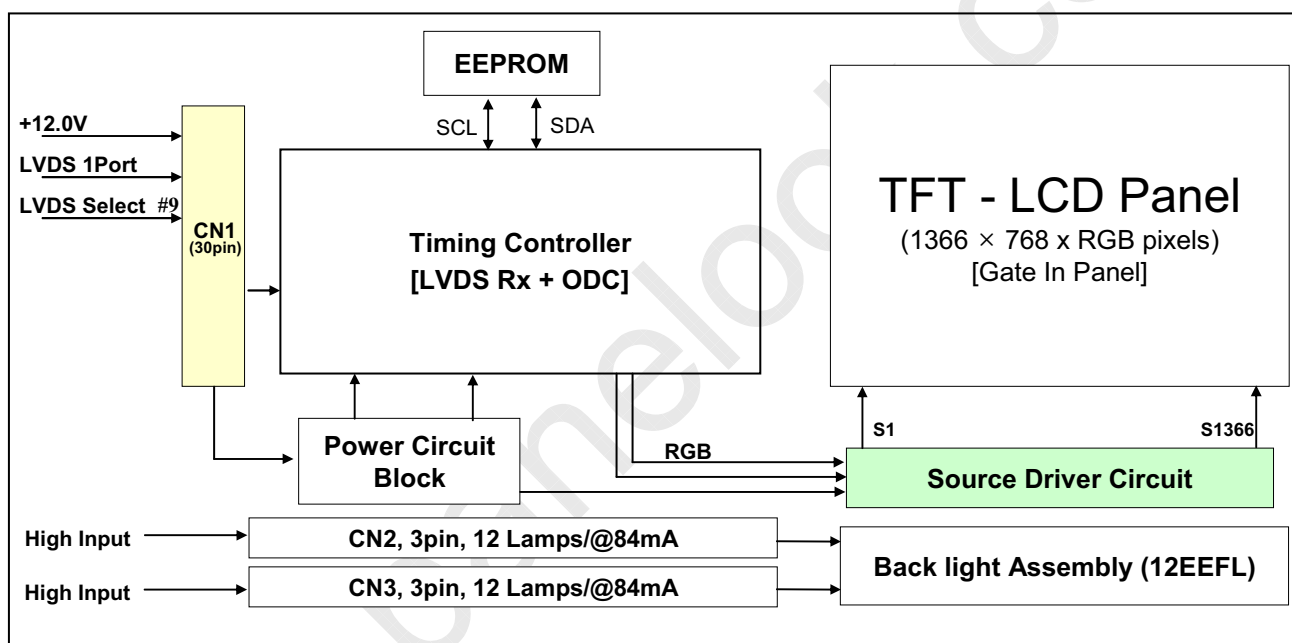 EEPROM
SCL
SDA
+12.0V
LVDS 1Port
LVDS Select #9
CN1
(30pin)
Timing Controller
[LVDS Rx + ODC]
TFT - LCD Panel
(1366 × 768 x RGB pixels)
[Gate In Panel]
Power Circuit
Block
RGB
S1
S1366
Source Driver Circuit
High Input
CN2, 3pin, 12 Lamps/@84mA
High Input
CN3, 3pin, 12 Lamps/@84mA
Back light Assembly (12EEFL)